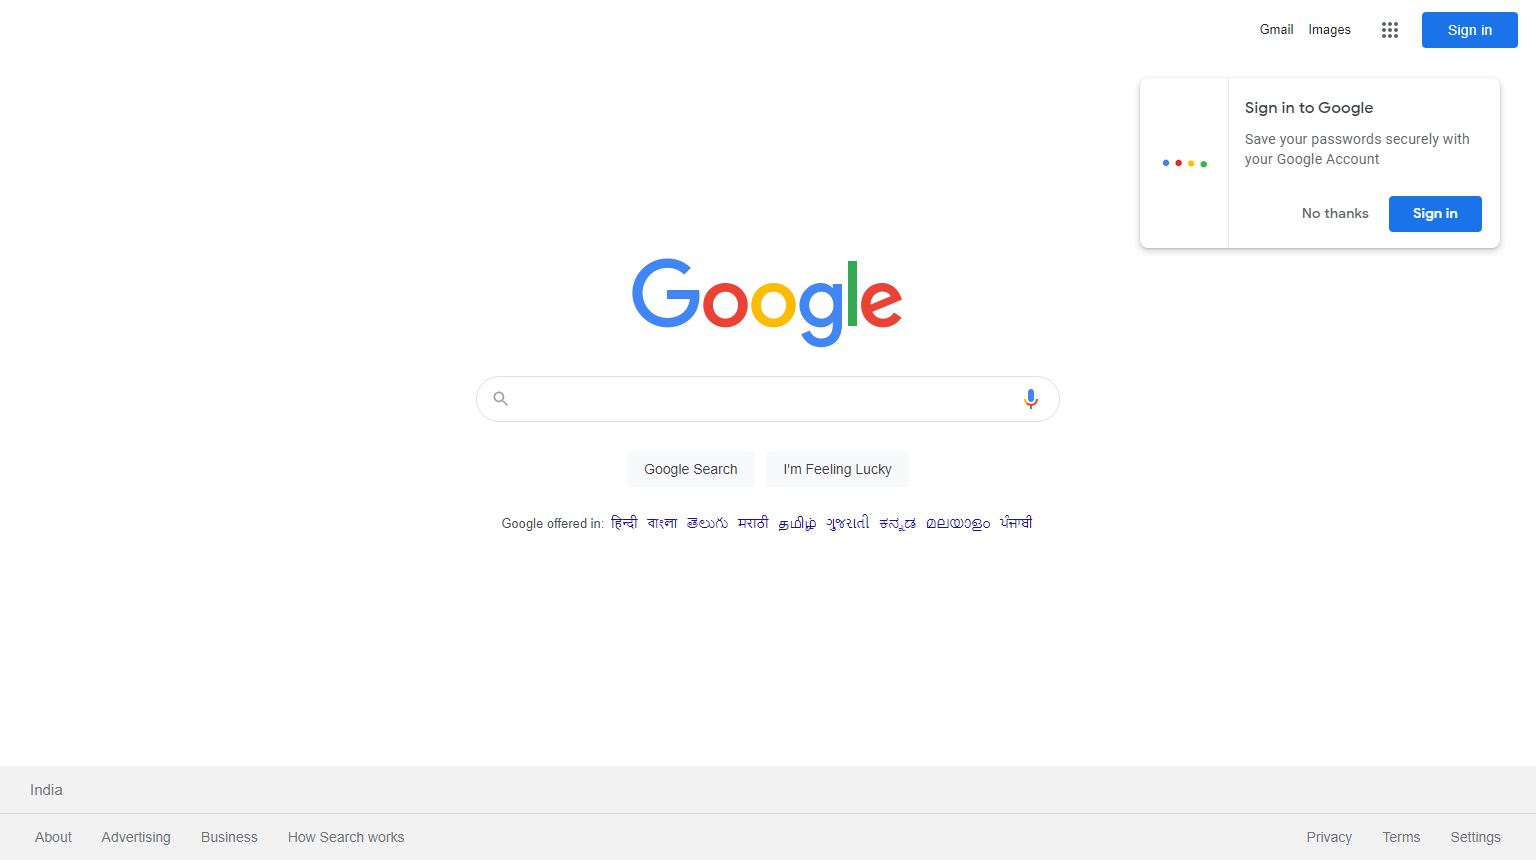 Gmail Images Sign in
Sign in to Google
Save your passwords securely with
your Google Account
No thanks Sign in
Google
Google Search I'm Feeling Lucky
Google offered in: हिन्दी বাংলা తెలుగు मराठी தமிழ் ગુજરાતી ಕನ್ನಡ മലയാളം ਪੰਜਾਬੀ
India
About Advertising Business How Search works Privacy Terms Settings